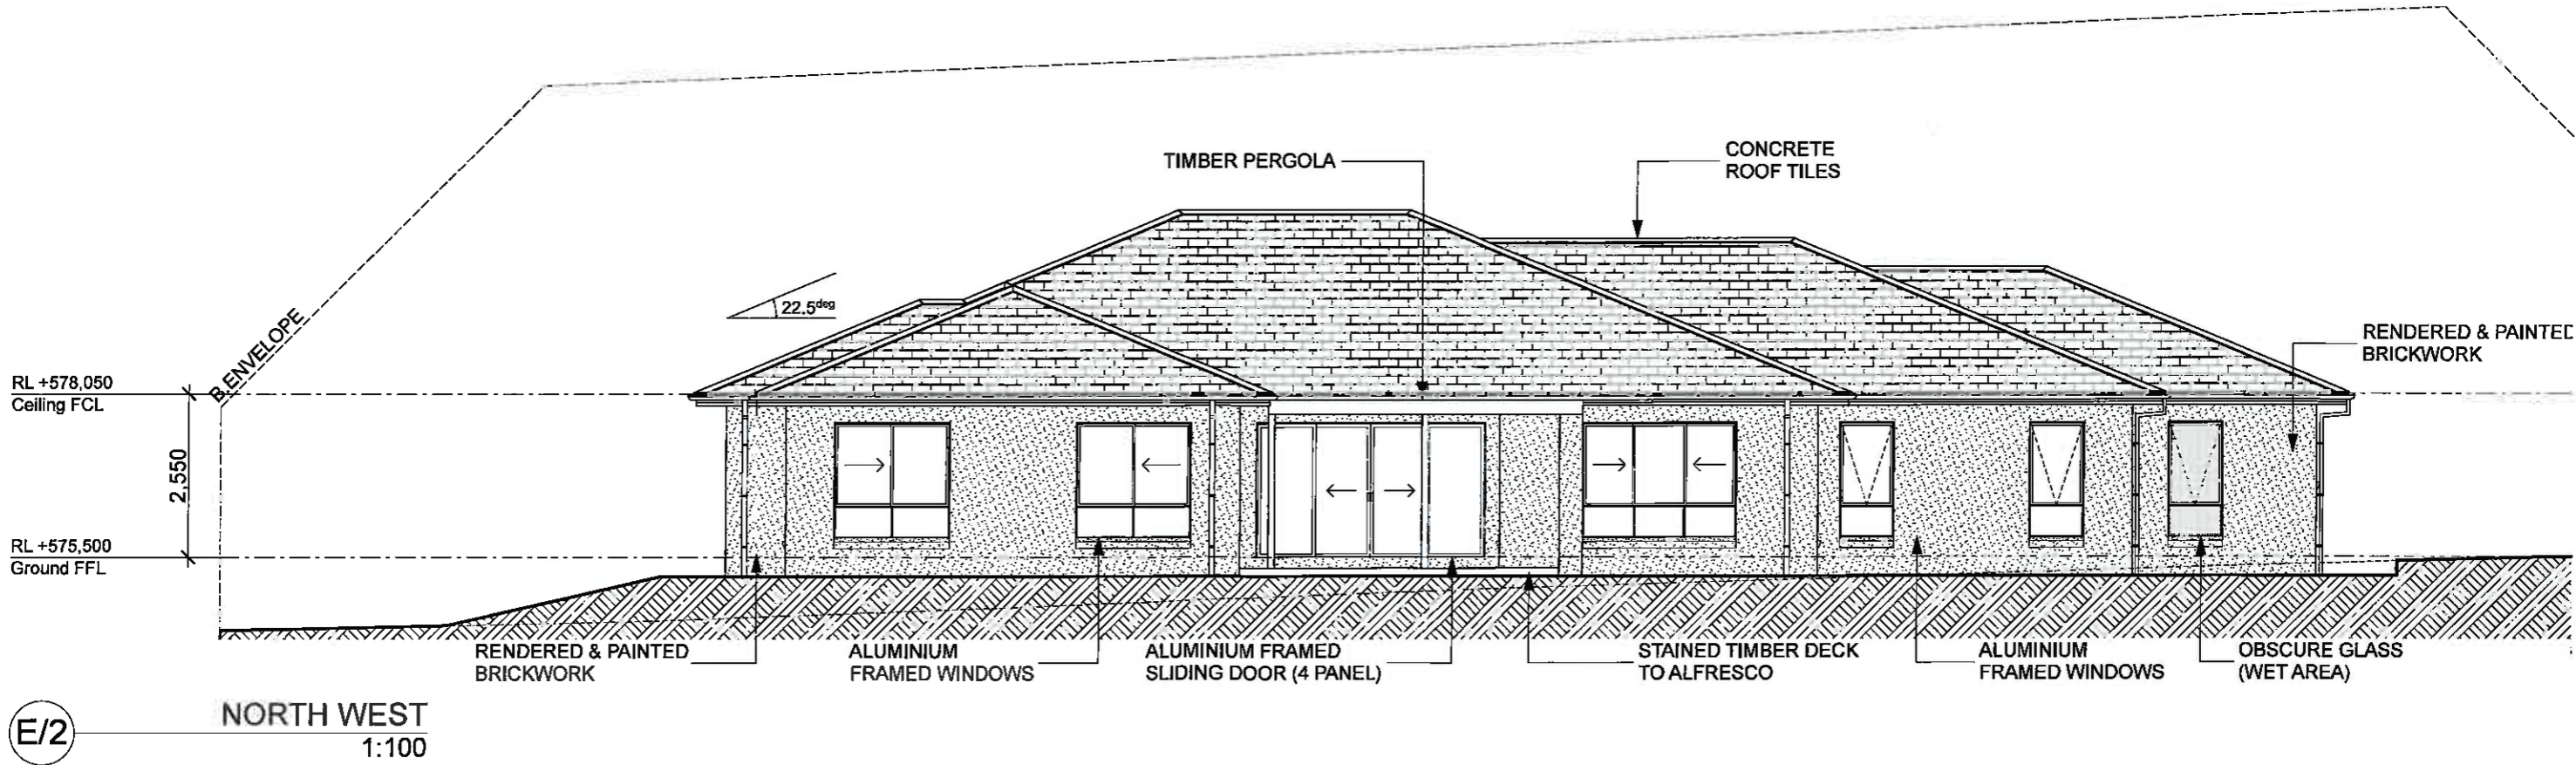 TIMBER PERGOLA
CONCRETE
ROOF TILES
22.5deg
B.ENVELOPE
RENDERED & PAINTED
BRICKWORK
RL +578,050
Ceiling FCL
2,550
RL +575,500
Ground FFL
RENDERED & PAINTED
BRICKWORK
ALUMINIUM
FRAMED WINDOWS
ALUMINIUM FRAMED
SLIDING DOOR (4 PANEL)
STAINED TIMBER DECK
TO ALFRESCO
ALUMINIUM
FRAMED WINDOWS
OBSCURE GLASS
(WET AREA)
E/2
NORTH WEST
1:100